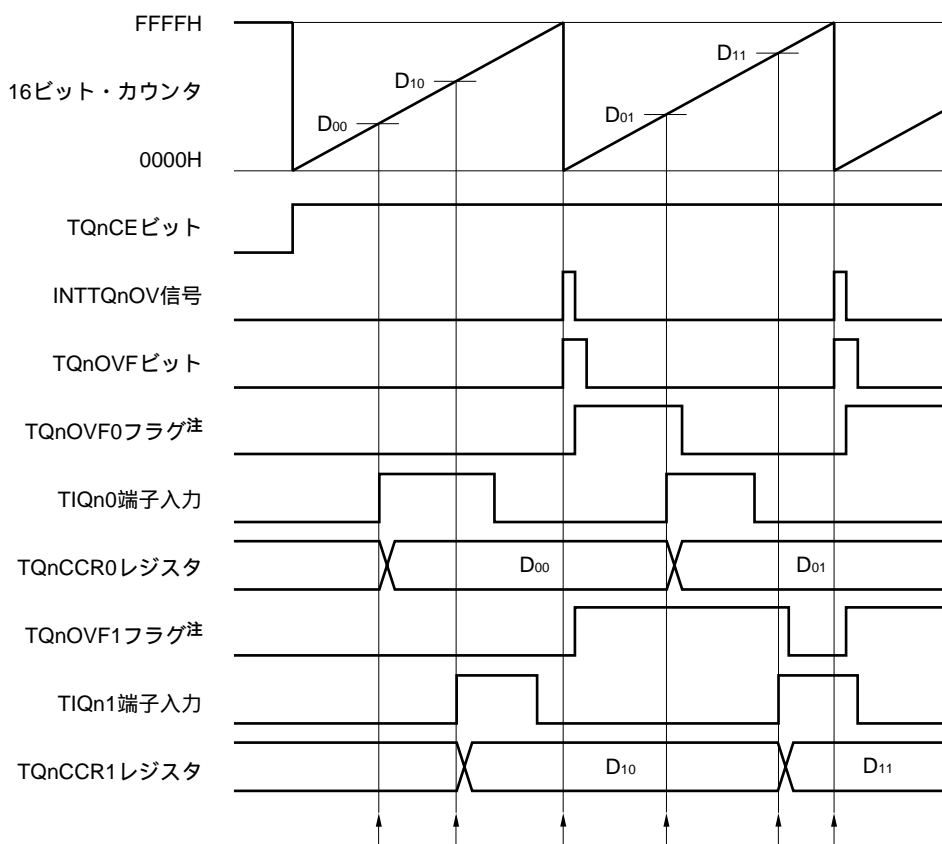 FFFFH
D11
D10
16ビット・カウンタ
D01
D00
0000H
TQnCEビット
INTTQnOV信号
TQnOVFビット
TQnOVF0フラグ注
TIQn0端子入力
TQnCCR0レジスタ
D00
D01
TQnOVF1フラグ注
TIQn1端子入力
TQnCCR1レジスタ
D10
D11